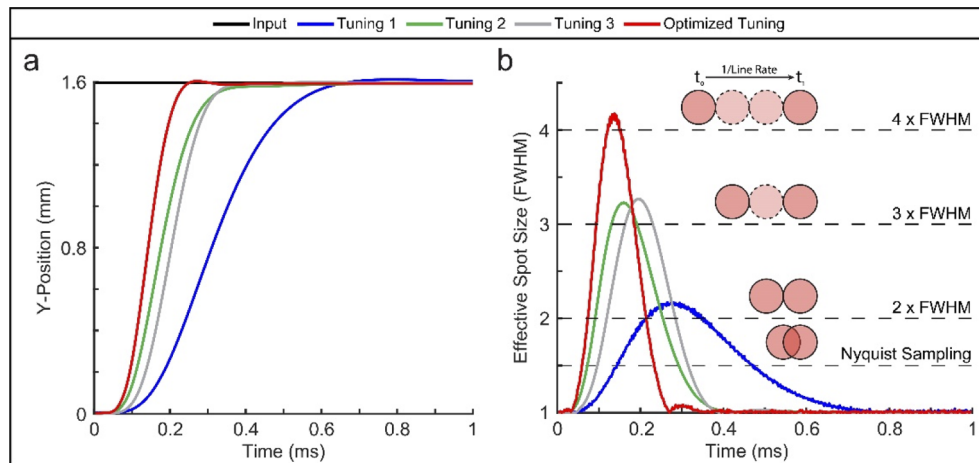 Input Tuning 1 Tuning 2 Tuning 3 Optimized Tuning
a
1.6
0.8
0
Y-Position (mm)
0 0.2 0.4 0.6 0.8 1
Time (ms)
b
1/Line Rate
t₀ t₁
4 x FWHM
3 x FWHM
2 x FWHM
Nyquist Sampling
4
3
2
1
Effective Spot Size (FWHM)
0 0.2 0.4 0.6 0.8 1
Time (ms)